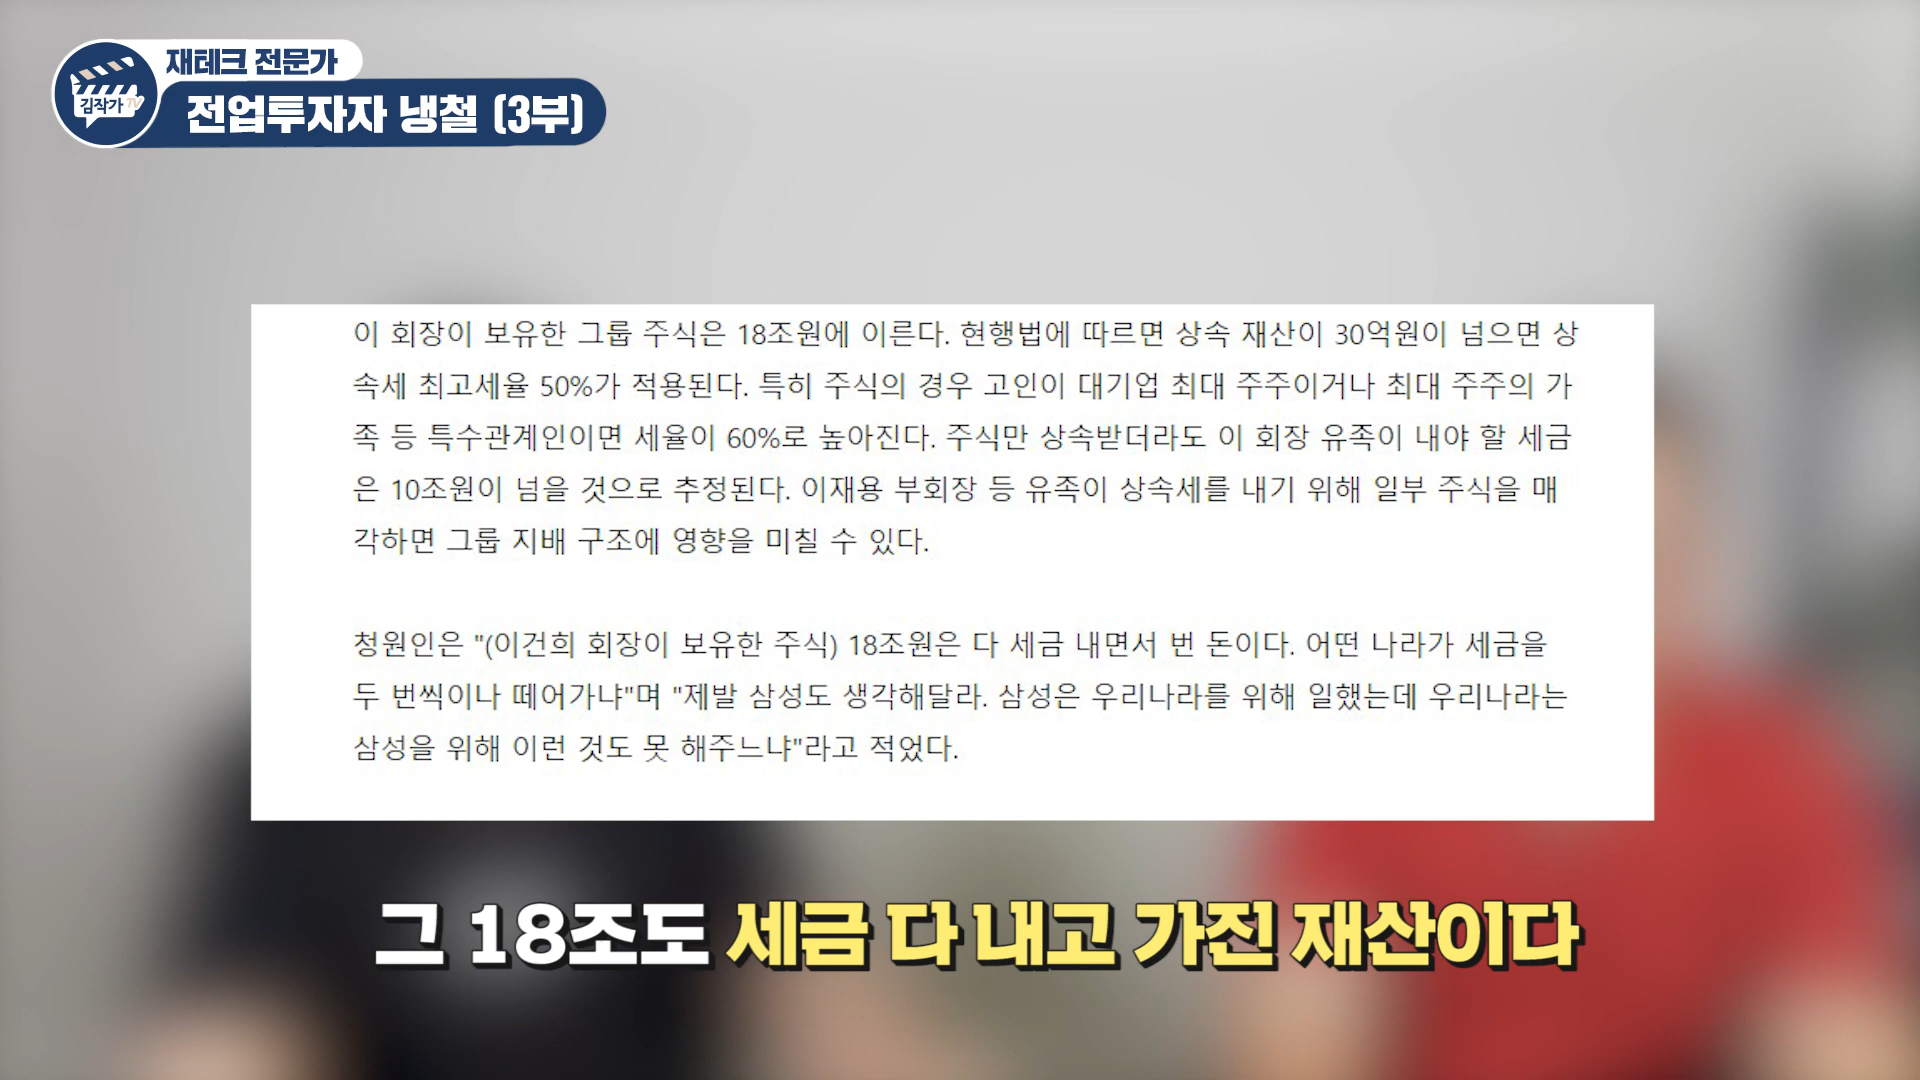 재테크 전문가
김작가 TV
전업투자자 냉철 (3부)
이 회장이 보유한 그룹 주식은 18조원에 이른다. 현행법에 따르면 상속 재산이 30억원이 넘으면 상
속세 최고세율 50%가 적용된다. 특히 주식의 경우 고인이 대기업 최대 주주이거나 최대 주주의 가
족 등 특수관계인이면 세율이 60%로 높아진다. 주식만 상속받더라도 이 회장 유족이 내야 할 세금
은 10조원이 넘을 것으로 추정된다. 이재용 부회장 등 유족이 상속세를 내기 위해 일부 주식을 매
각하면 그룹 지배 구조에 영향을 미칠 수 있다.
청원인은 "(이건희 회장이 보유한 주식) 18조원은 다 세금 내면서 번 돈이다. 어떤 나라가 세금을
두 번씩이나 떼어가냐"며 "제발 삼성도 생각해달라. 삼성은 우리나라를 위해 일했는데 우리나라는
삼성을 위해 이런 것도 못 해주느냐"라고 적었다.
그 18조도 세금 다 내고 가진 재산이다